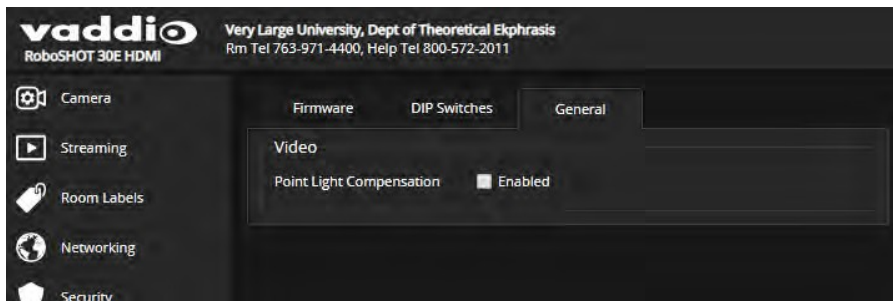 vaddio
RoboSHOT 30E HDMI
Very Large University, Dept of Theoretical Ekphrasis
Rm Tel 763-971-4400, Help Tel 800-572-2011
Camera
Streaming
Room Labels
Networking
Security
Firmware
DIP Switches
General
Video
Point Light Compensation
Enabled